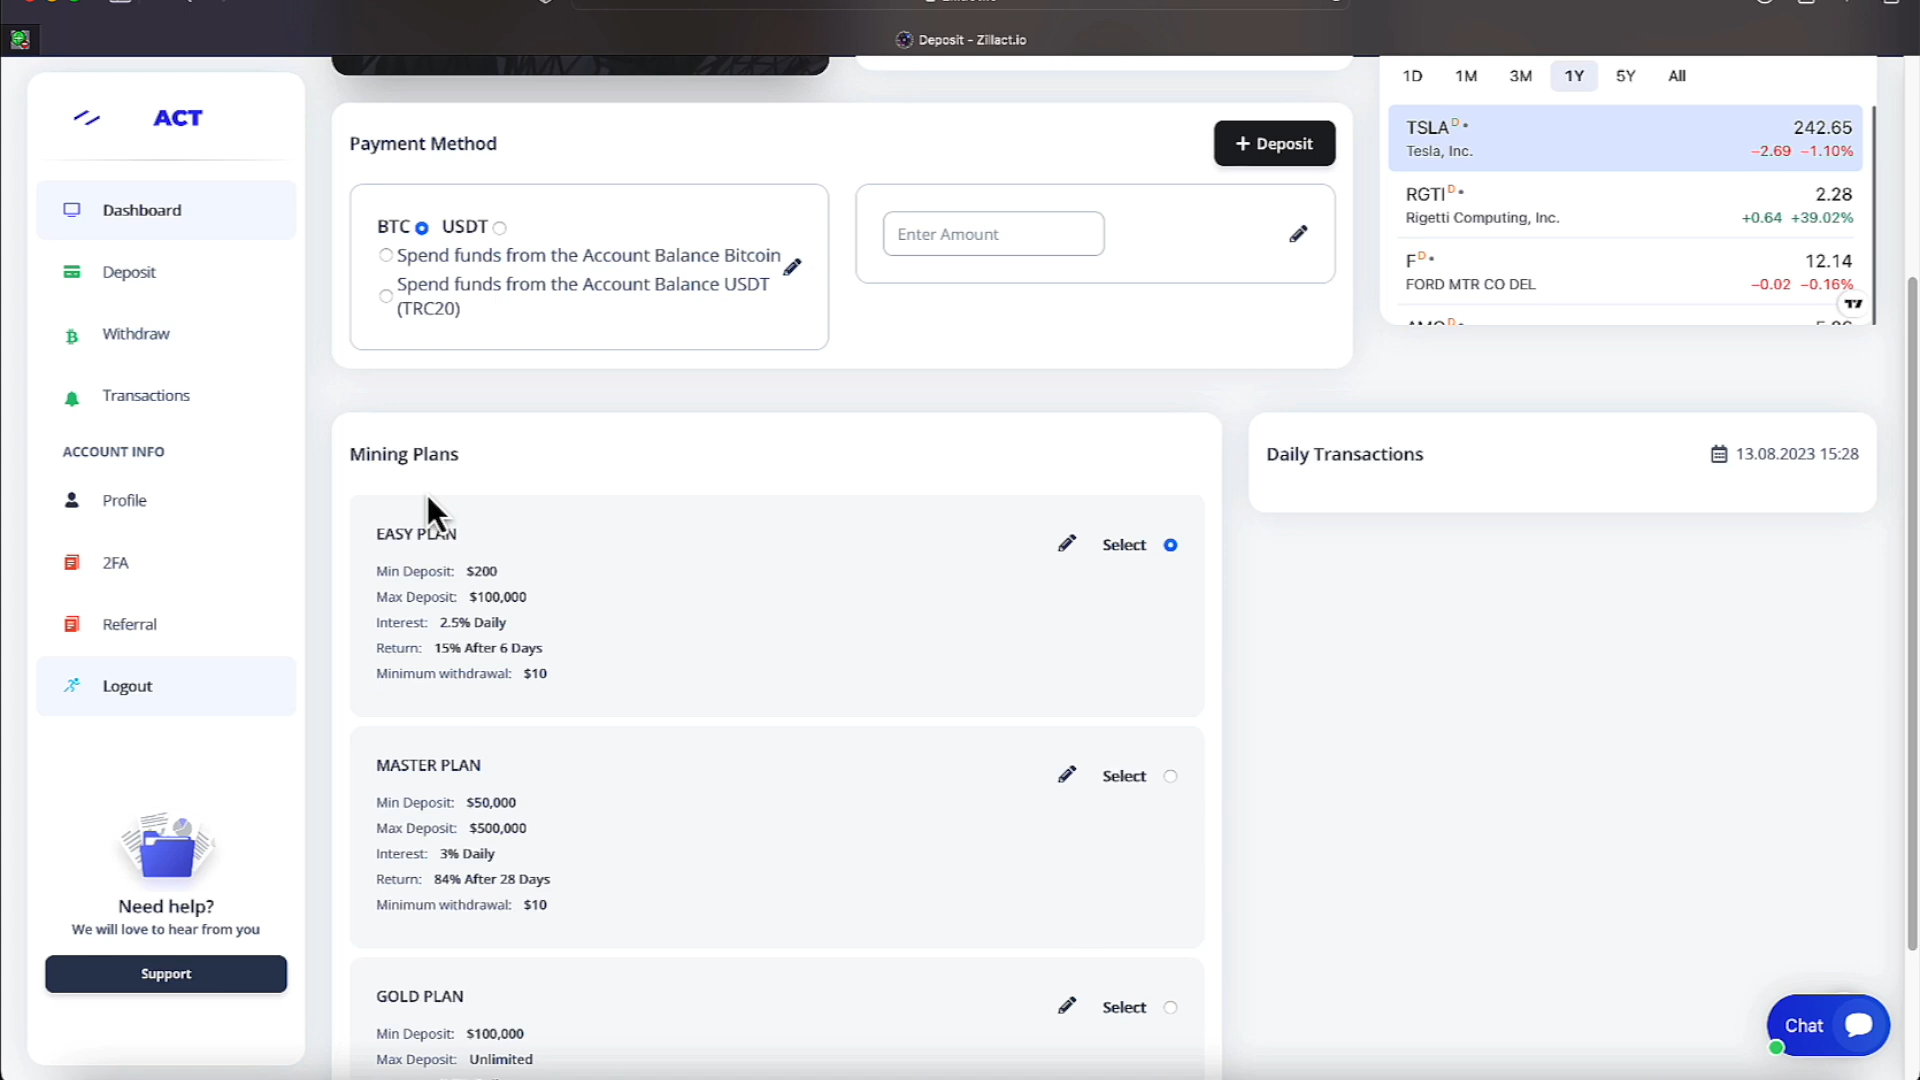 Deposit - Zillact.io
ACT
Dashboard
Deposit
Withdraw
Transactions
ACCOUNT INFO
Profile
2FA
Referral
Logout
Need help?
We will love to hear from you
Support
Payment Method
+ Deposit
BTC USDT
Spend funds from the Account Balance Bitcoin
Spend funds from the Account Balance USDT
(TRC20)
Enter Amount
1D 1M 3M 1Y 5Y All
TSLA D 242.65
Tesla, Inc. −2.69 −1.10%
RGTI D 2.28
Rigetti Computing, Inc. +0.64 +39.02%
F D 12.14
FORD MTR CO DEL −0.02 −0.16%
Mining Plans
EASY PLAN
Select
Min Deposit: $200
Max Deposit: $100,000
Interest: 2.5% Daily
Return: 15% After 6 Days
Minimum withdrawal: $10
MASTER PLAN
Select
Min Deposit: $50,000
Max Deposit: $500,000
Interest: 3% Daily
Return: 84% After 28 Days
Minimum withdrawal: $10
GOLD PLAN
Select
Min Deposit: $100,000
Max Deposit: Unlimited
Daily Transactions 13.08.2023 15:28
Chat